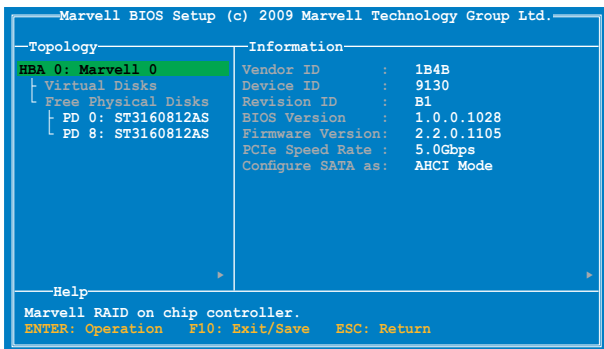 Marvell BIOS Setup (c) 2009 Marvell Technology Group Ltd.
Topology
HBA 0: Marvell 0
Virtual Disks
Free Physical Disks
PD 0: ST3160812AS
PD 8: ST3160812AS
Information
Vendor ID : 1B4B
Device ID : 9130
Revision ID : B1
BIOS Version : 1.0.0.1028
Firmware Version: 2.2.0.1105
PCIe Speed Rate : 5.0Gbps
Configure SATA as: AHCI Mode
Help
Marvell RAID on chip controller.
ENTER: Operation F10: Exit/Save ESC: Return